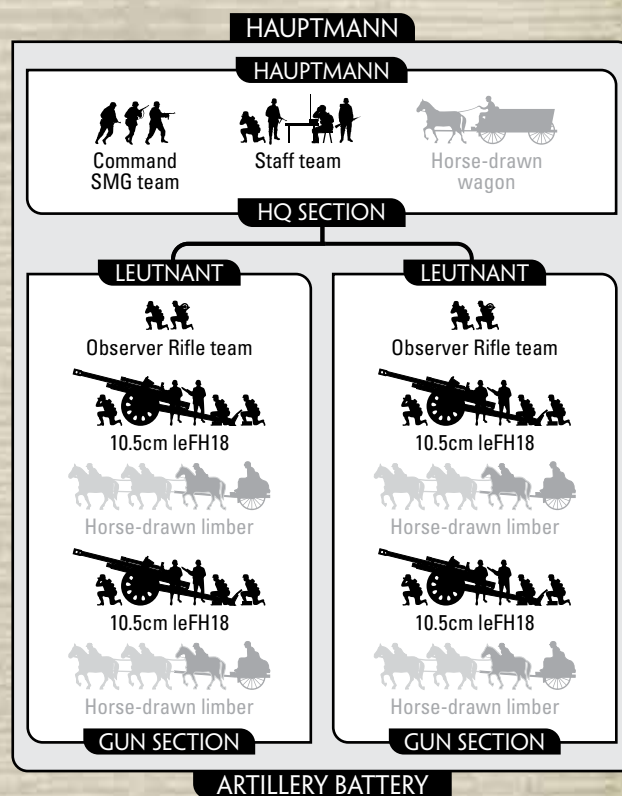 HAUPTMANN
HAUPTMANN
Command
SMG team
Staff team
Horse-drawn
wagon
HQ SECTION
LEUTNANT
Observer Rifle team
10.5cm leFH18
Horse-drawn limber
10.5cm leFH18
Horse-drawn limber
GUN SECTION
LEUTNANT
Observer Rifle team
10.5cm leFH18
Horse-drawn limber
10.5cm leFH18
Horse-drawn limber
GUN SECTION
ARTILLERY BATTERY